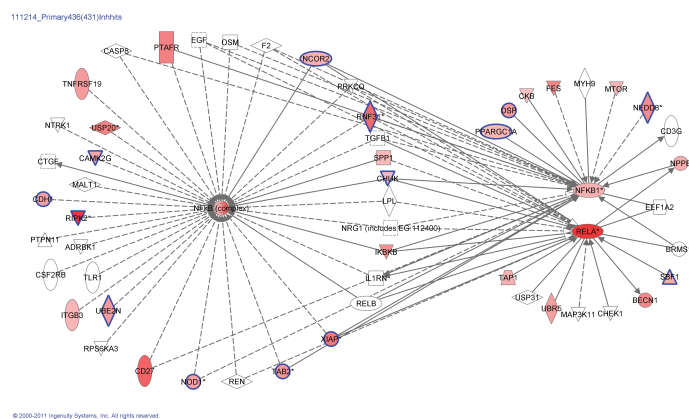 111214_Primary436(431)Inhhits
PTAFR
EGF
OSM
F2
CASP8
NCOR2
TNFRSF19
PRKCQ
CKB
FES
MYH9
MTOR
NEDD8*
DSP
RNF31*
NTRK1
USP20*
PPARGC1A
CD3G
TGFB1
CTGF
CAMK2G
SPP1
NPPB
MALT1
CHUK
NFKB1*
CDH1
LPL
NFkB (complex)
EEF1A2
RIPK2*
NRG1 (includes EG:112400)
RELA*
PTPN11
ADRBK1
IKBKB
BRMS1
CSF2RB
TLR1
IL1RN
TAP1
SBF1
USP31
BECN1
RELB
ITGB3
UBE2N
UBR5
MAP3K11
CHEK1
RPS6KA3
XIAP*
CD27
NOD1*
REN
TAB2*
© 2000-2011 Ingenuity Systems, Inc. All rights reserved.